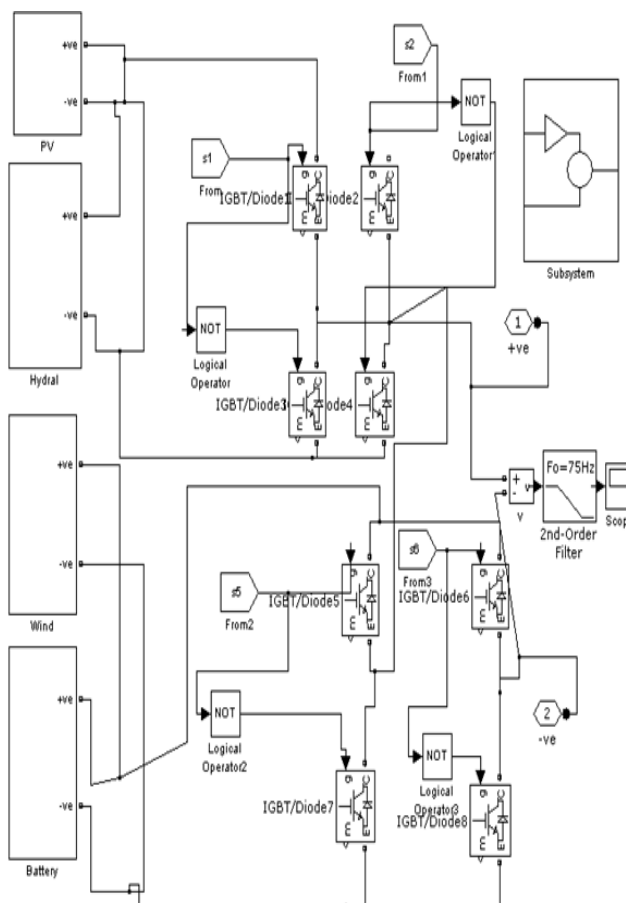 +ve
-ve
PV
+ve
-ve
Hydral
+ve
-ve
Wind
+ve
-ve
Battery
s1
From
s2
From1
NOT
Logical
Operator1
g C
m E
IGBT/Diode1
g C
m E
iode2
Subsystem
NOT
Logical
Operator
g C
m E
IGBT/Diode3
g C
m E
ode4
1
+ve
+
-
v
v
Fo=75Hz
2nd-Order
Filter
Scop
s5
From2
g C
m E
IGBT/Diode5
s6
From3
g C
m E
IGBT/Diode6
NOT
Logical
Operator2
g C
m E
IGBT/Diode7
NOT
Logical
Operator3
g C
m E
IGBT/Diode8
2
-ve